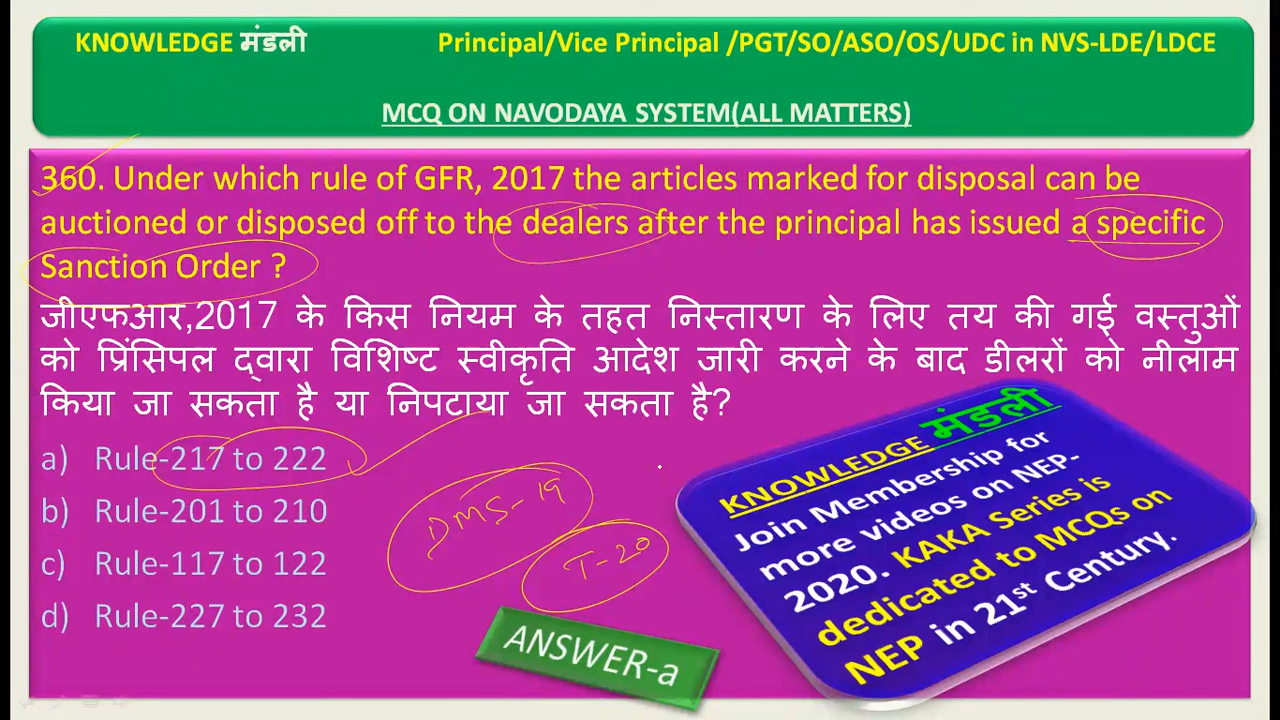 KNOWLEDGE मंडली
Principal/Vice Principal /PGT/SO/ASO/OS/UDC in NVS-LDE/LDCE
MCQ ON NAVODAYA SYSTEM(ALL MATTERS)
360. Under which rule of GFR, 2017 the articles marked for disposal can be
auctioned or disposed off to the dealers after the principal has issued a specific
Sanction Order ?
जीएफआर,2017 के किस नियम के तहत निस्तारण के लिए तय की गई वस्तुओं
को प्रिंसिपल द्वारा विशिष्ट स्वीकृति आदेश जारी करने के बाद डीलरों को नीलाम
किया जा सकता है या निपटाया जा सकता है?
a) Rule-217 to 222
b) Rule-201 to 210
c) Rule-117 to 122
d) Rule-227 to 232
DMS-19
T-20
ANSWER-a
KNOWLEDGE मंडली
Join Membership for
more videos on NEP-
2020. KAKA Series is
dedicated to MCQs on
NEP in 21st Century.